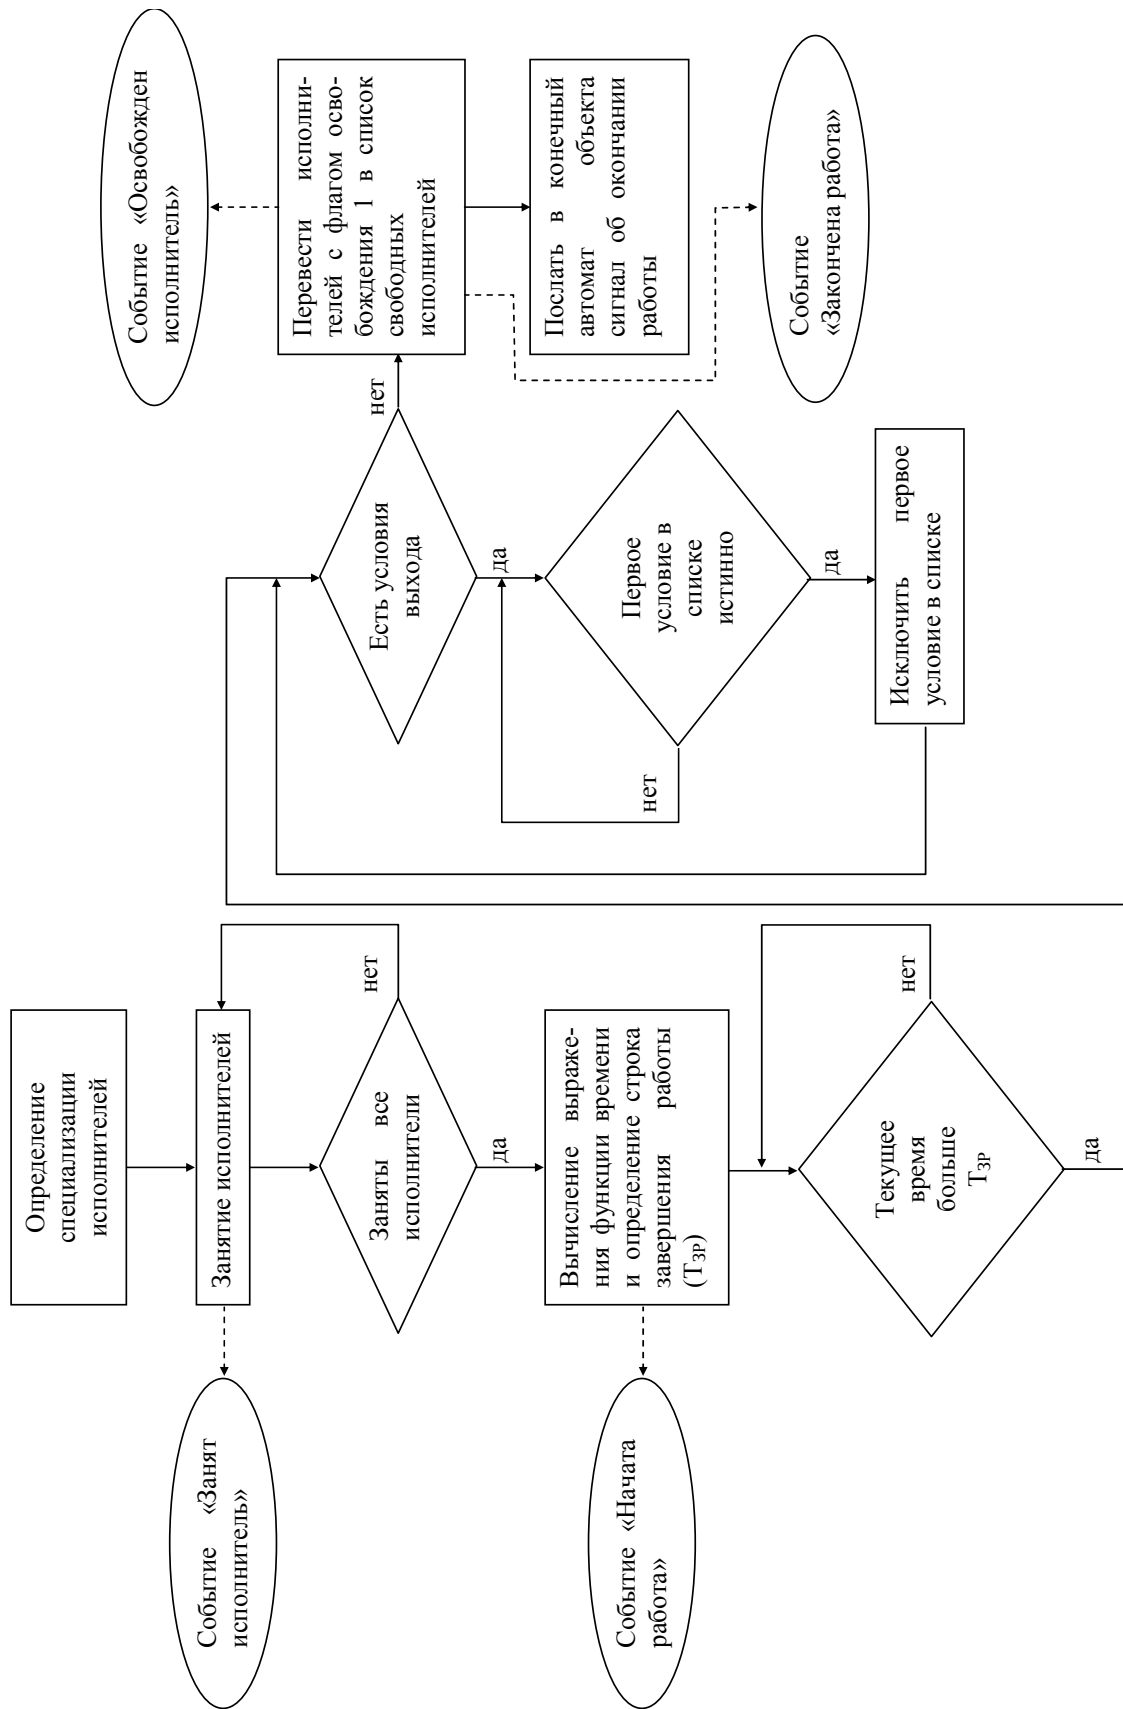 Определение
специализации
исполнителей
Занятие исполнителей
Событие «Занят
исполнитель»
Заняты все
исполнители
нет
да
Вычисление выраже-
ния функции времени
и определение строка
завершения работы
(ТЗР)
Событие «Начата
работа»
Текущее
время
больше
ТЗР
нет
да
Есть условия
выхода
нет
да
Первое
условие в
списке
истинно
нет
да
Исключить первое
условие в списке
Событие «Освобожден
исполнитель»
Перевести исполни-
телей с флагом осво-
бождения 1 в список
свободных
исполнителей
Послать в конечный
автомат объекта
сигнал об окончании
работы
Событие
«Закончена работа»